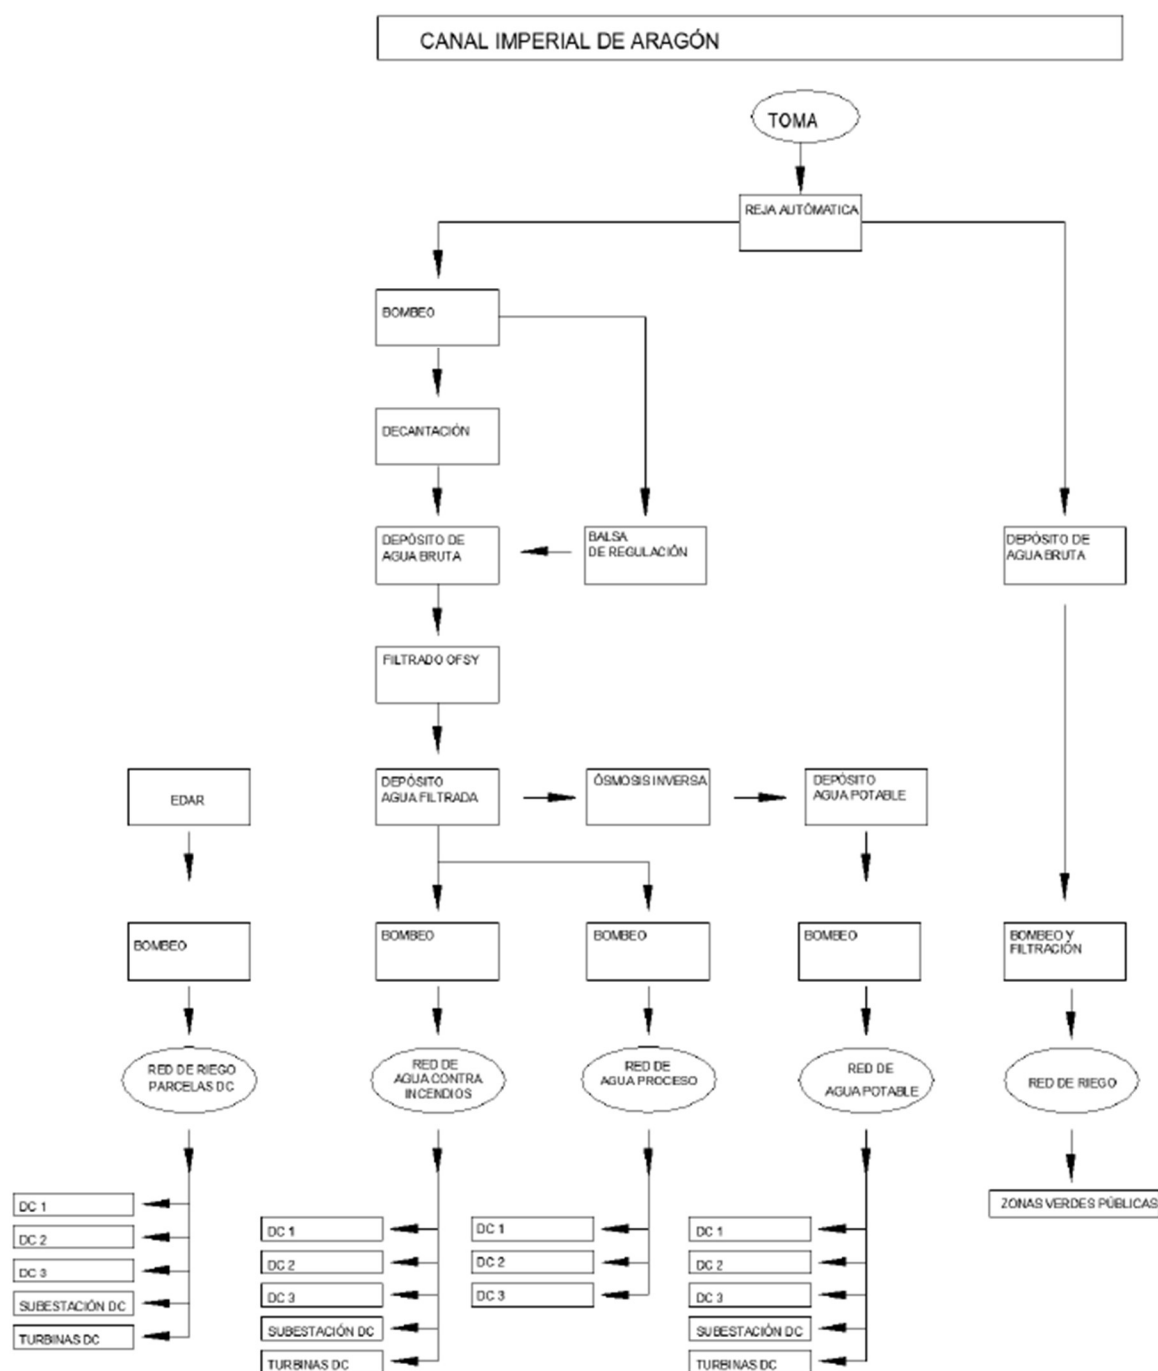 CANAL IMPERIAL DE ARAGÓN
TOMA
REJA AUTÓMATICA
BOMBEO
DECANTACIÓN
DEPÓSITO DE
AGUA BRUTA
BALSA
DE REGULACIÓN
DEPÓSITO DE
AGUA BRUTA
FILTRADO OFSY
EDAR
DEPÓSITO
AGUA FILTRADA
ÓSMOSIS INVERSA
DEPÓSITO
AGUA POTABLE
BOMBEO
BOMBEO
BOMBEO
BOMBEO
BOMBEO Y
FILTRACIÓN
RED DE RIEGO
PARCELAS DC
RED DE
AGUA CONTRA
INCENDIOS
RED DE
AGUA PROCESO
RED DE
AGUA POTABLE
RED DE RIEGO
DC 1
DC 2
DC 3
SUBESTACIÓN DC
TURBINAS DC
DC 1
DC 2
DC 3
SUBESTACIÓN DC
TURBINAS DC
DC 1
DC 2
DC 3
DC 1
DC 2
DC 3
SUBESTACIÓN DC
TURBINAS DC
ZONAS VERDES PÚBLICAS